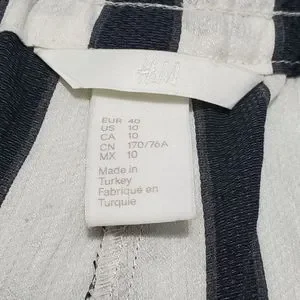 H&M
EUR 40
US 10
CA 10
CN 170/76A
MX 10
Made in
Turkey
Fabriqué en
Turquie